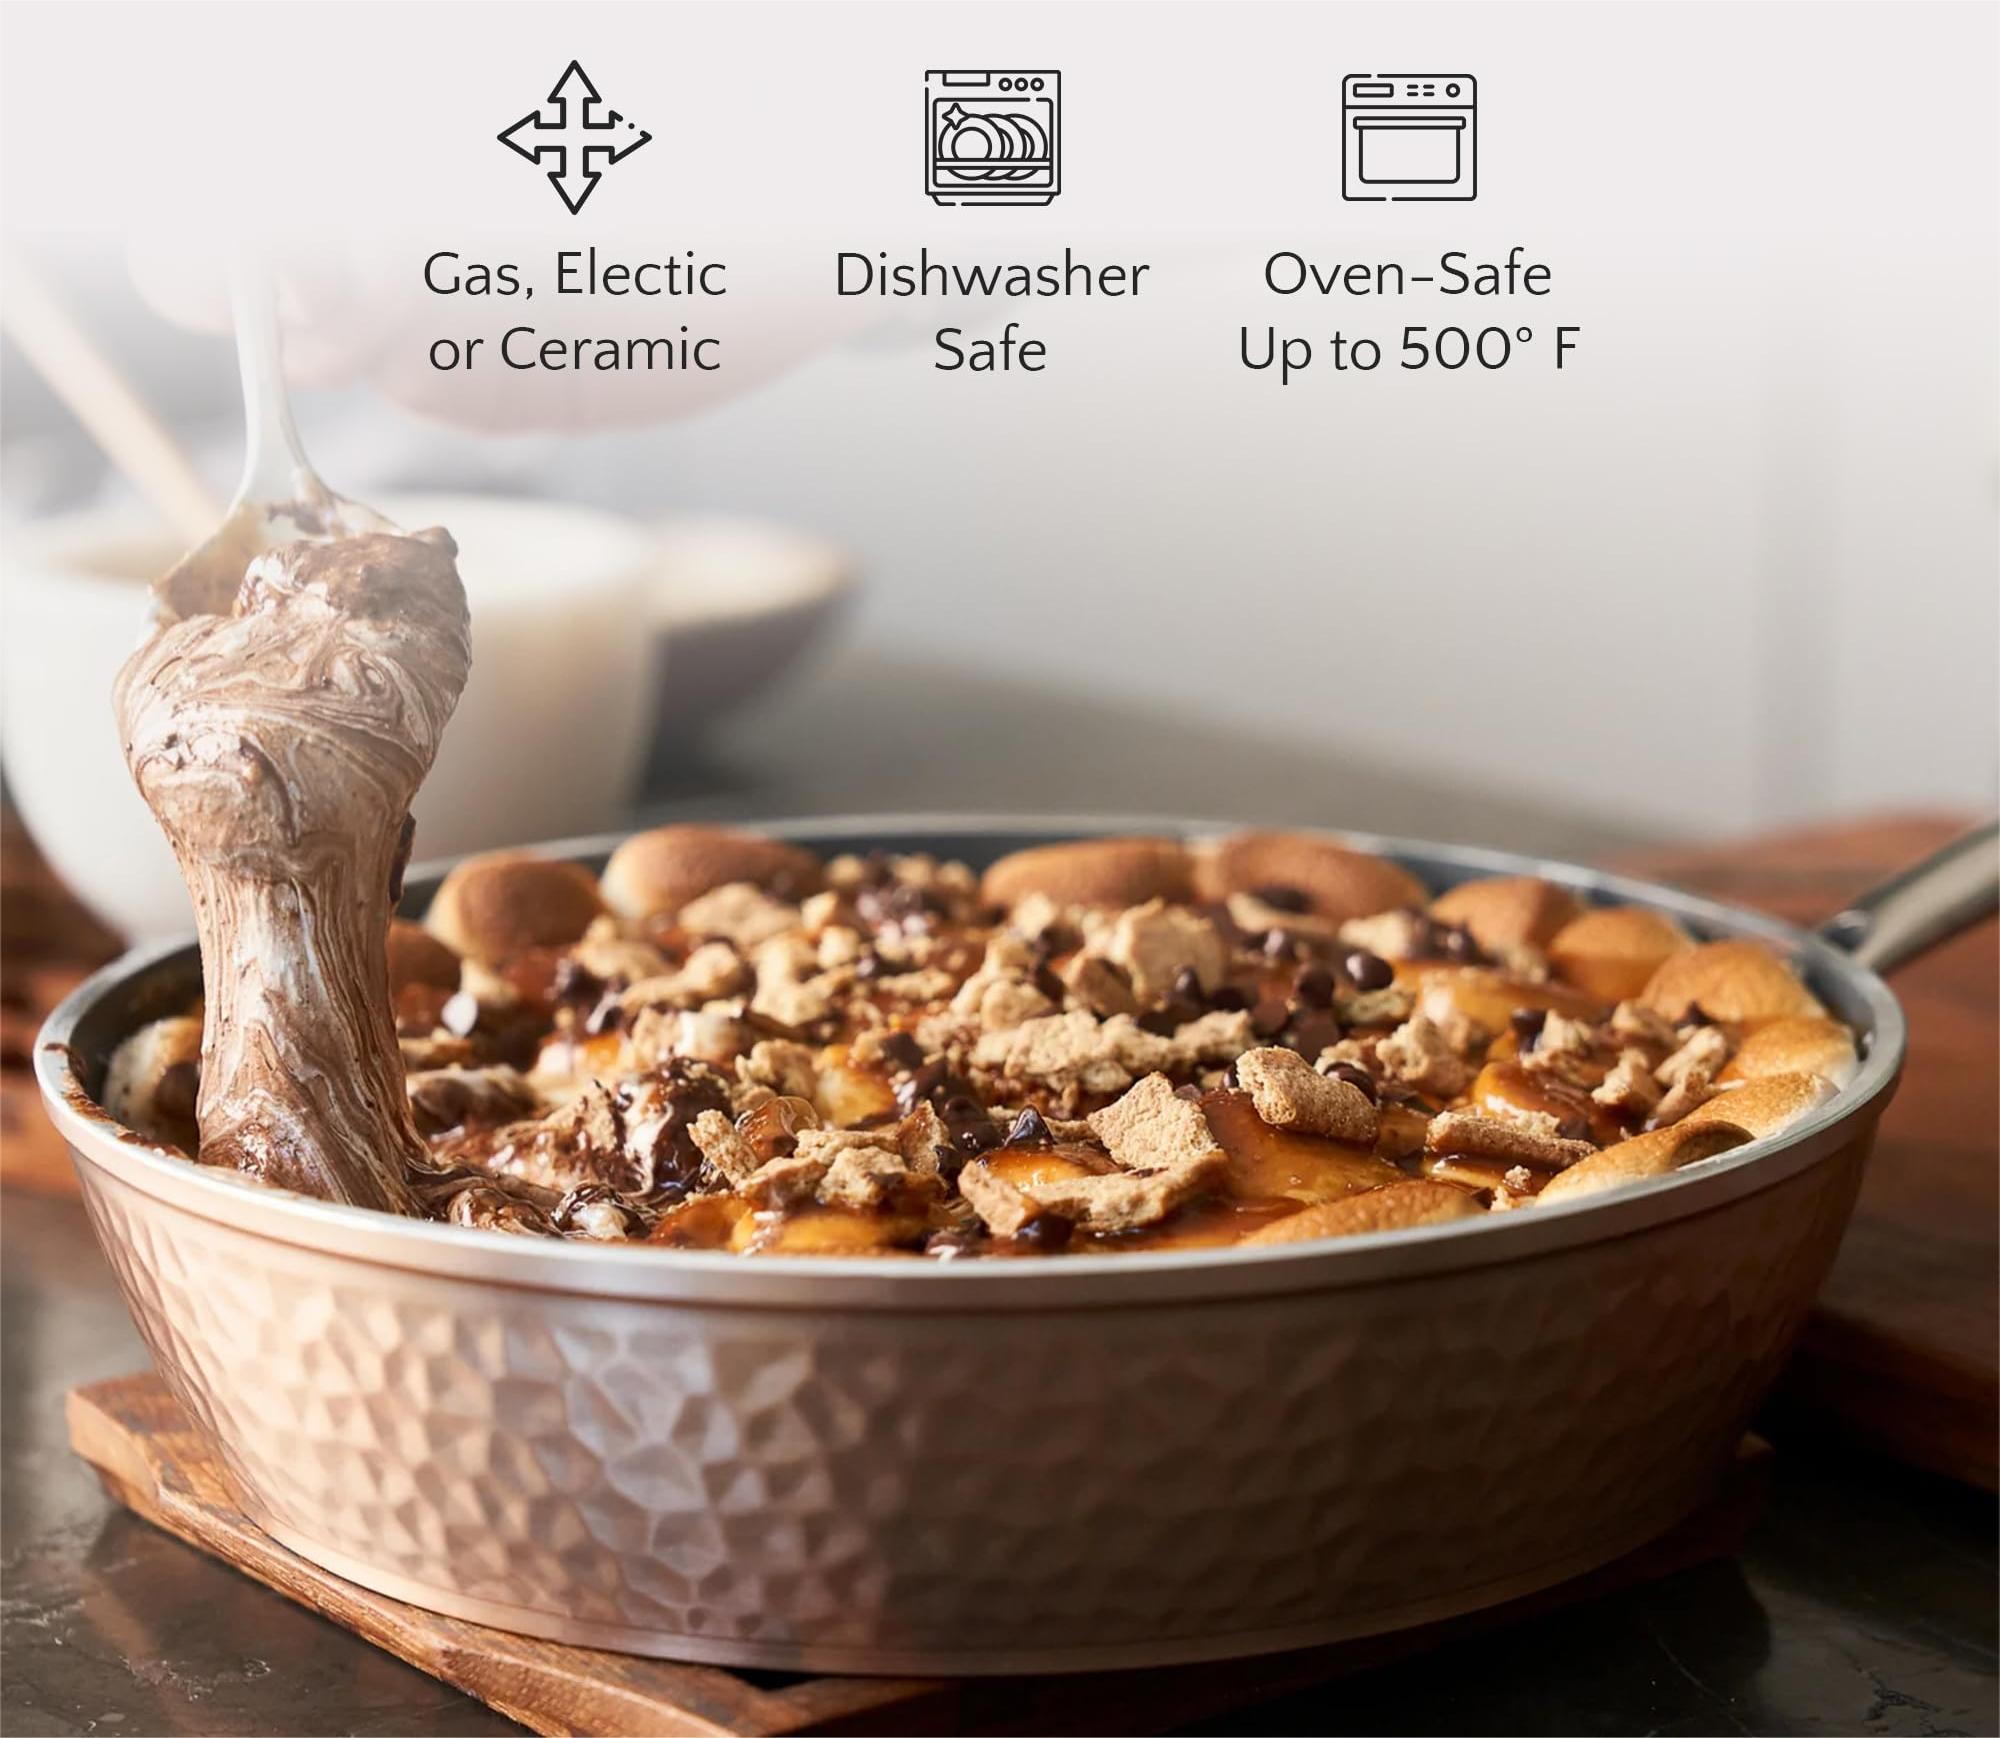 Gas, Electic
or Ceramic
Dishwasher
Safe
Oven-Safe
Up to 500° F